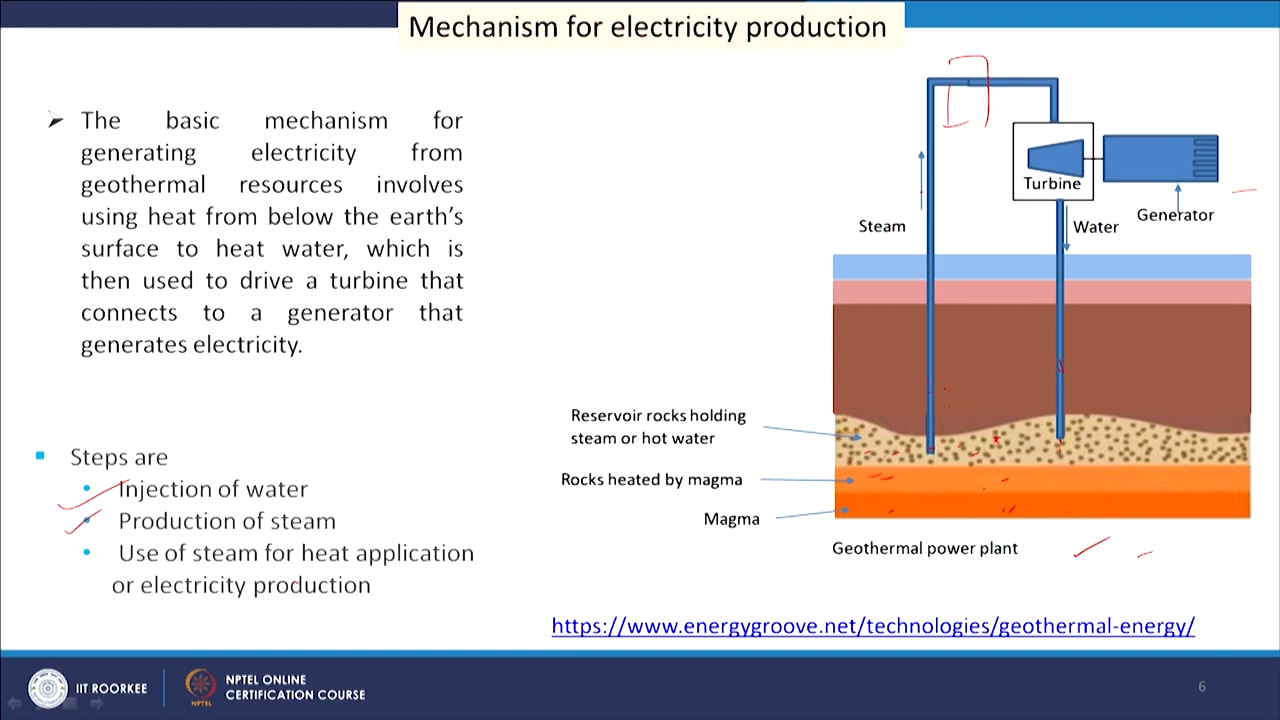 Mechanism for electricity production
The basic mechanism for
generating electricity from
geothermal resources involves
using heat from below the earth's
surface to heat water, which is
then used to drive a turbine that
connects to a generator that
generates electricity.
Steps are
Injection of water
Production of steam
Use of steam for heat application
or electricity production
Turbine
Generator
Steam
Water
Reservoir rocks holding
steam or hot water
Rocks heated by magma
Magma
Geothermal power plant
https://www.energygroove.net/technologies/geothermal-energy/
IIT ROORKEE
NPTEL ONLINE
CERTIFICATION COURSE
NPTEL
6